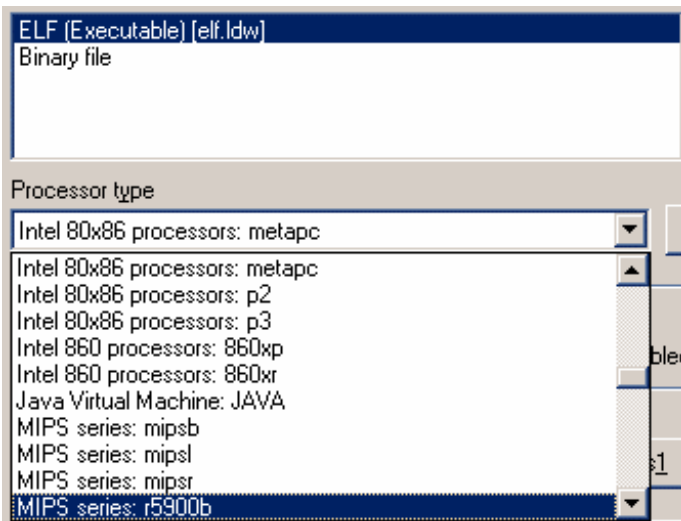 ELF (Executable) [elf.ldw]
Binary file
Processor type
Intel 80x86 processors: metapc
Intel 80x86 processors: metapc
Intel 80x86 processors: p2
Intel 80x86 processors: p3
Intel 860 processors: 860xp
Intel 860 processors: 860xr
Java Virtual Machine: JAVA
MIPS series: mipsb
MIPS series: mipsl
MIPS series: mipsr
MIPS series: r5900b